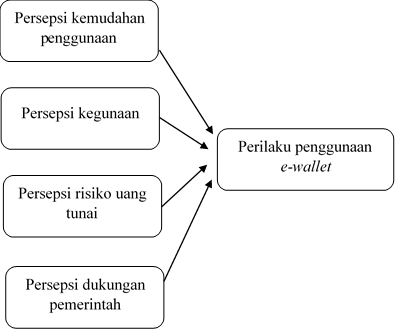 Persepsi kemudahan
penggunaan
Persepsi kegunaan
Perilaku penggunaan
e-wallet
Persepsi risiko uang
tunai
Persepsi dukungan
pemerintah